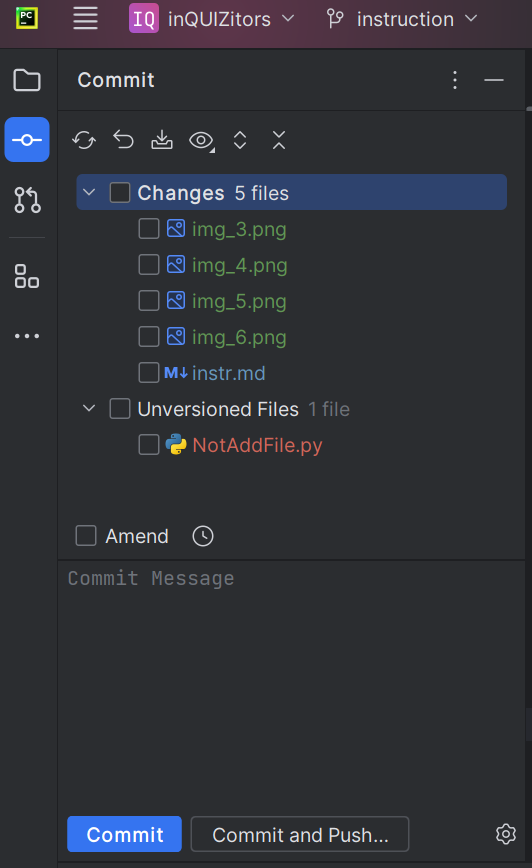 PC
IQ inQUIZitors instruction
Commit
Changes 5 files
img_3.png
img_4.png
img_5.png
img_6.png
M↓ instr.md
Unversioned Files 1 file
NotAddFile.py
Amend
Commit Message
Commit Commit and Push...